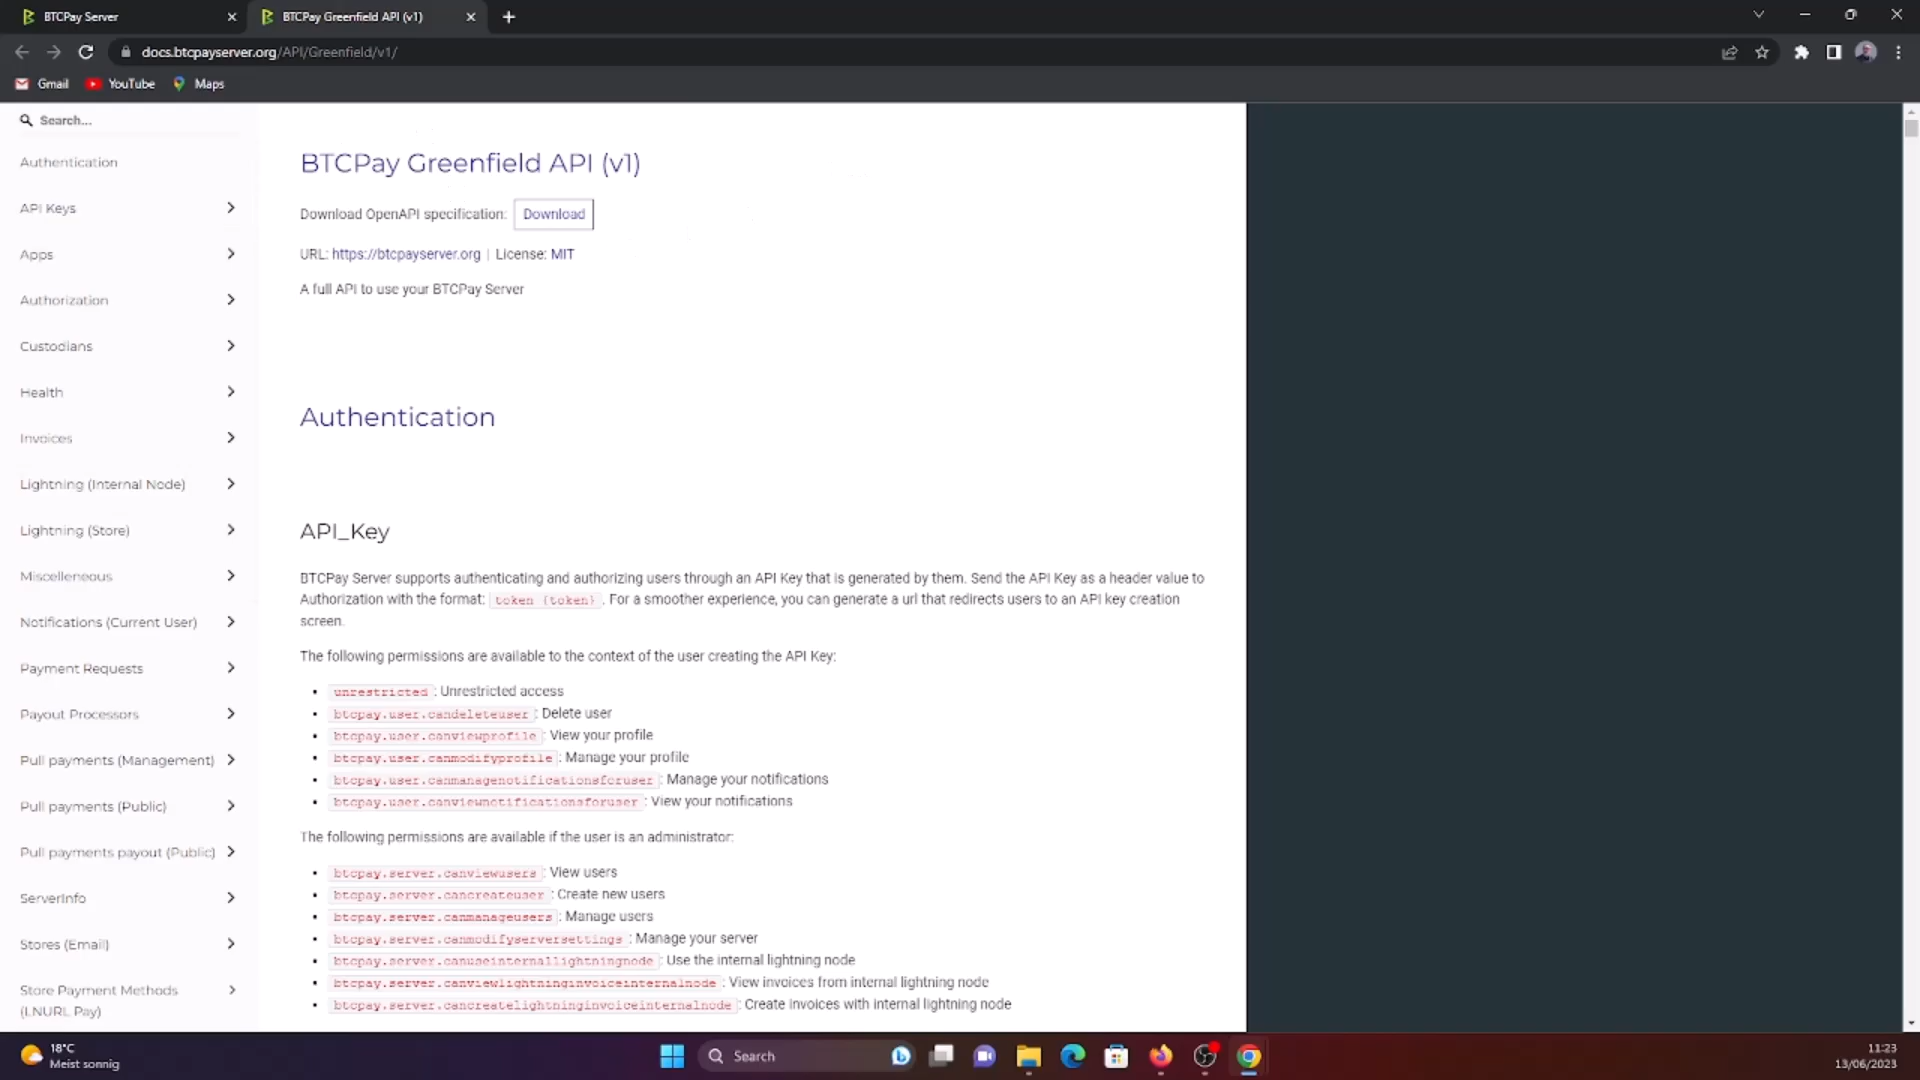 BTCPay Server
BTCPay Greenfield API (v1)
docs.btcpayserver.org/API/Greenfield/v1/
Gmail
YouTube
Maps
Search...
Authentication
API Keys
Apps
Authorization
Custodians
Health
Invoices
Lightning (Internal Node)
Lightning (Store)
Miscellaneous
Notifications (Current User)
Payment Requests
Payout Processors
Pull payments (Management)
Pull payments (Public)
Pull payments payout (Public)
ServerInfo
Stores (Email)
Store Payment Methods
(LNURL Pay)
BTCPay Greenfield API (v1)
Download OpenAPI specification: Download
URL: https://btcpayserver.org | License: MIT
A full API to use your BTCPay Server
Authentication
API_Key
BTCPay Server supports authenticating and authorizing users through an API Key that is generated by them. Send the API Key as a header value to
Authorization with the format: token {token} . For a smoother experience, you can generate a url that redirects users to an API key creation
screen.
The following permissions are available to the context of the user creating the API Key:
unrestricted : Unrestricted access
btcpay.user.candeleteuser : Delete user
btcpay.user.canviewprofile : View your profile
btcpay.user.canmodifyprofile : Manage your profile
btcpay.user.canmanagenotificationsforuser : Manage your notifications
btcpay.user.canviewnotificationsforuser : View your notifications
The following permissions are available if the user is an administrator:
btcpay.server.canviewusers : View users
btcpay.server.cancreateuser : Create new users
btcpay.server.canmanageusers : Manage users
btcpay.server.canmodifyserversettings : Manage your server
btcpay.server.canuseinternallightningnode : Use the internal lightning node
btcpay.server.canviewlightninginvoiceinternalnode : View invoices from internal lightning node
btcpay.server.cancreatelightninginvoiceinternalnode : Create invoices with internal lightning node
18°C
Meist sonnig
Search
11:23
13/06/2023